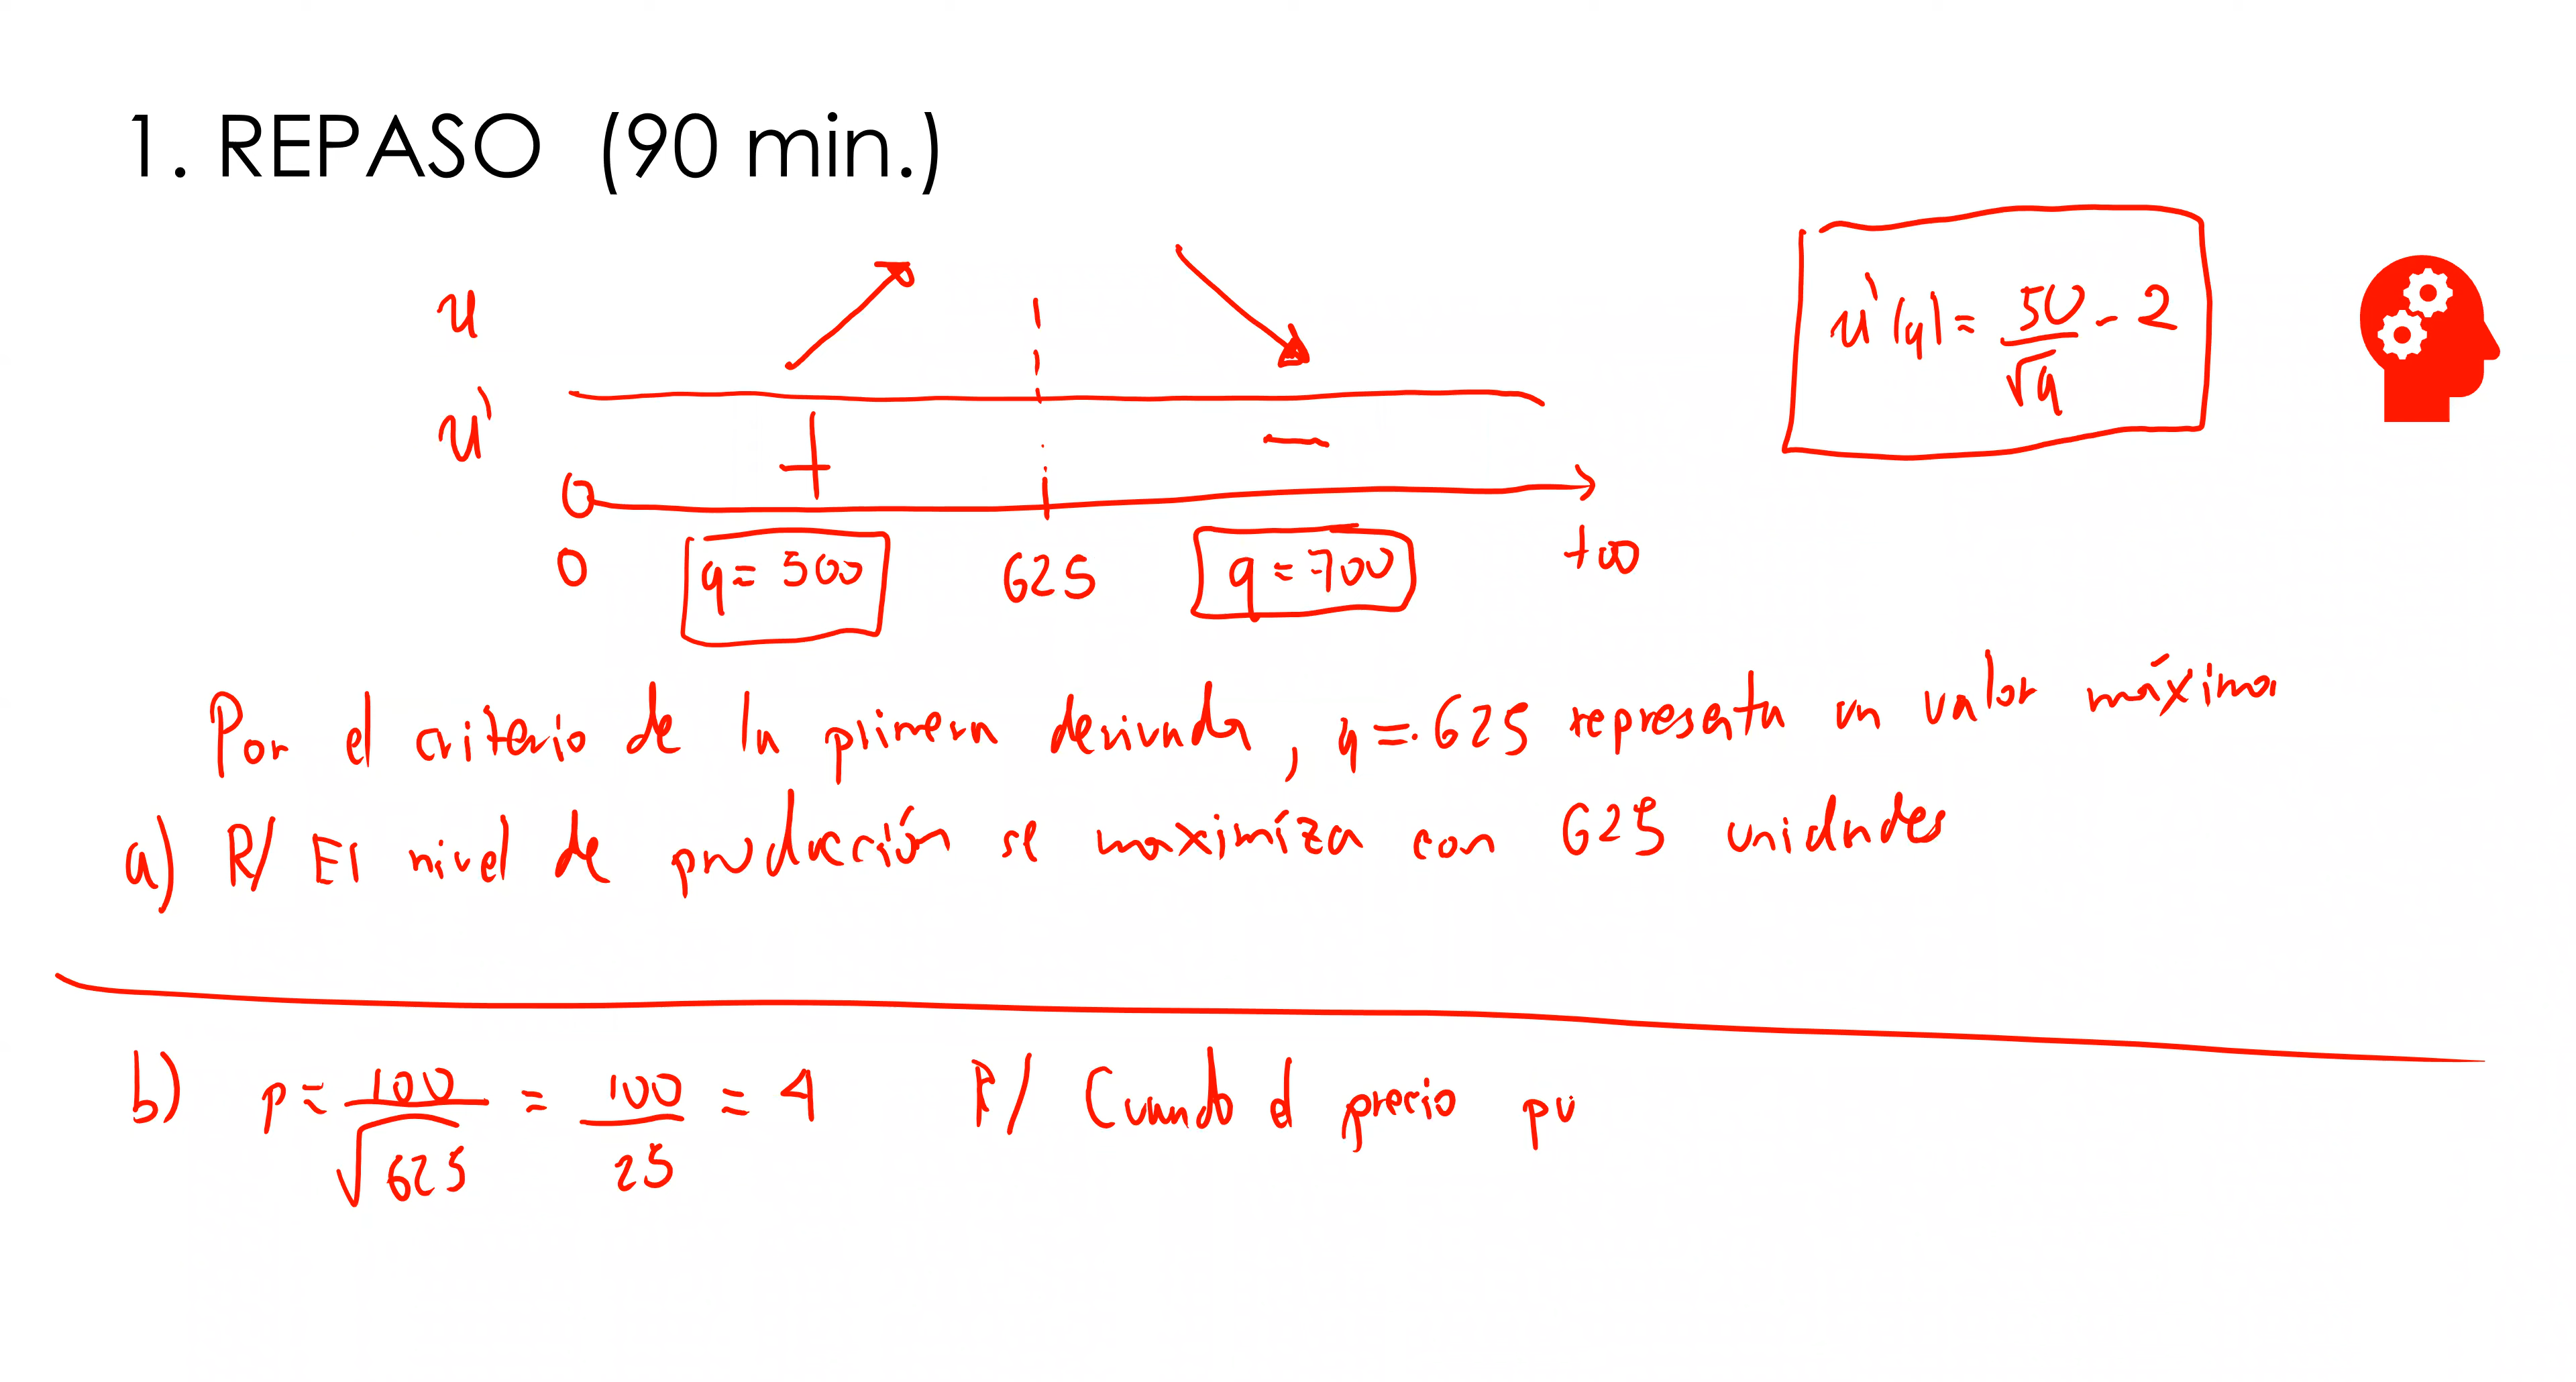 1. REPASO (90 min.)
u
u'(q) = 50/√q - 2
u'
+ −
0 q = 500 625 q = 700 +∞
Por el criterio de la primera derivada, q = 625 representa un valor máximo
a) R/ El nivel de producción se maximiza con 625 unidades
b) p = 100/√625 = 100/25 = 4 R/ Cuando el precio pu